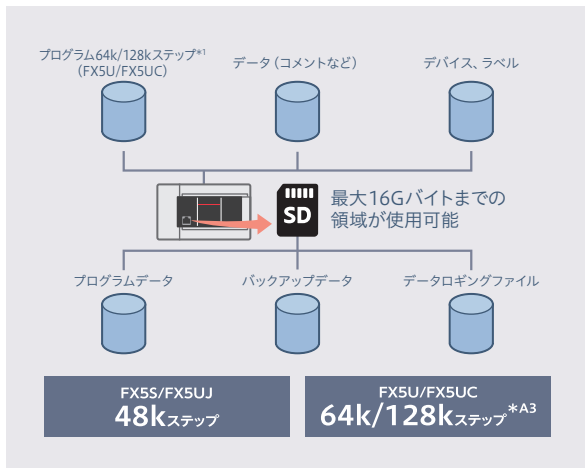 プログラム64k/128kステップ*1
(FX5U/FX5UC)
データ(コメントなど)
デバイス、ラベル
SD
最大16Gバイトまでの
領域が使用可能
プログラムデータ
バックアップデータ
データロギングファイル
FX5S/FX5UJ
48kステップ
FX5U/FX5UC
64k/128kステップ*A3